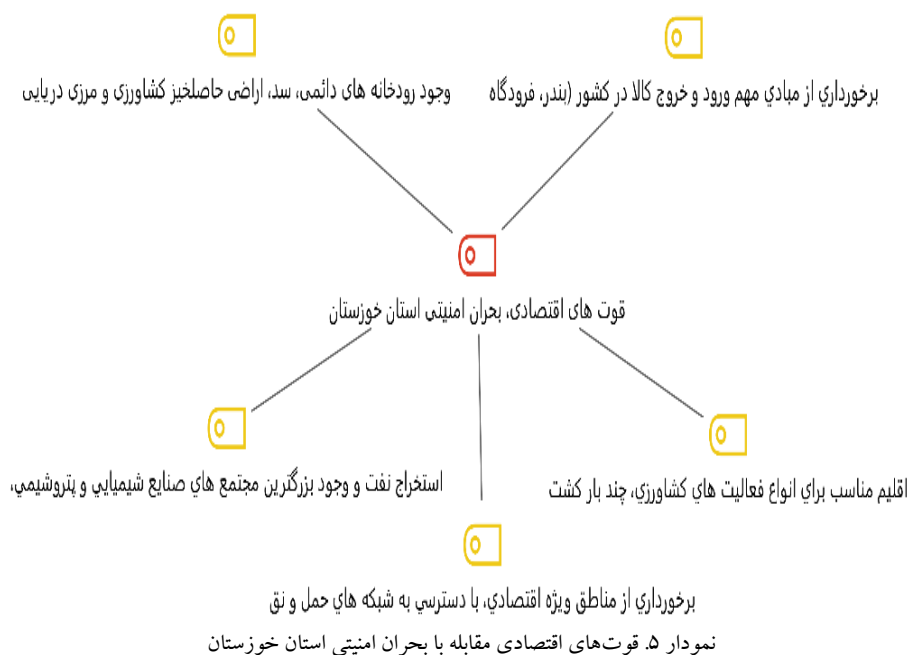 برخورداري از مبادي مهم ورود و خروج كالا در كشور (بندر، فرودگاه
وجود رودخانه های دائمی، سد، اراضی حاصلخیز کشاورزی و مرزی دریایی
قوت های اقتصادی، بحران امنیتی استان خوزستان
اقليم مناسب براي انواع فعاليت هاي كشاورزي، چند بار كشت
استخراج نفت و وجود بزرگترين مجتمع هاي صنايع شيميايي و پتروشيمي،
برخورداري از مناطق ويژه اقتصادي، با دسترسي به شبكه هاي حمل و نق
نمودار ۵. قوت‌های اقتصادی مقابله با بحران امنیتی استان خوزستان